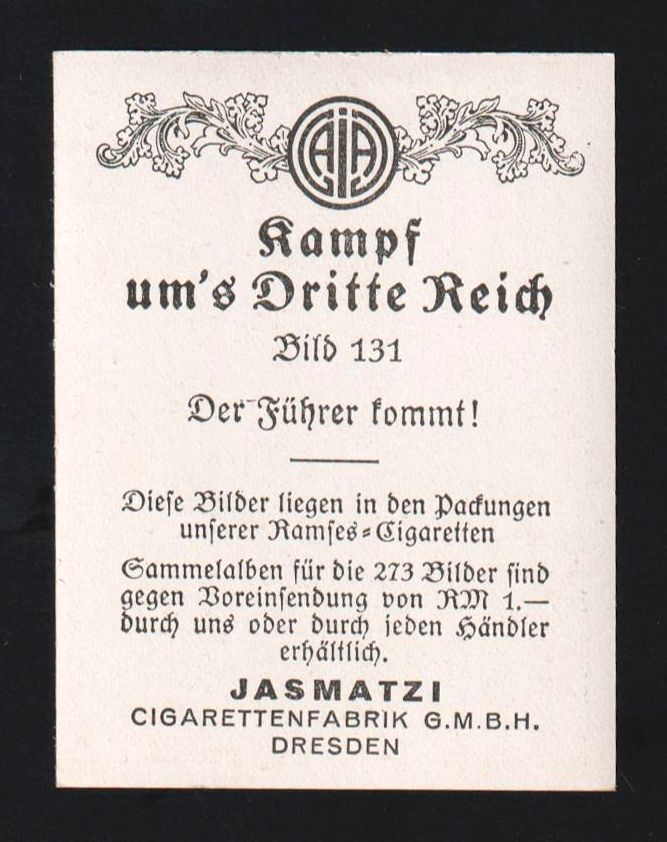 AJA
Kampf
um's Dritte Reich
Bild 131
Der Führer kommt!
Diese Bilder liegen in den Packungen
unserer Ramses-Cigaretten
Sammelalben für die 273 Bilder sind
gegen Voreinsendung von RM 1.—
durch uns oder durch jeden Händler
erhältlich.
JASMATZI
CIGARETTENFABRIK G.M.B.H.
DRESDEN